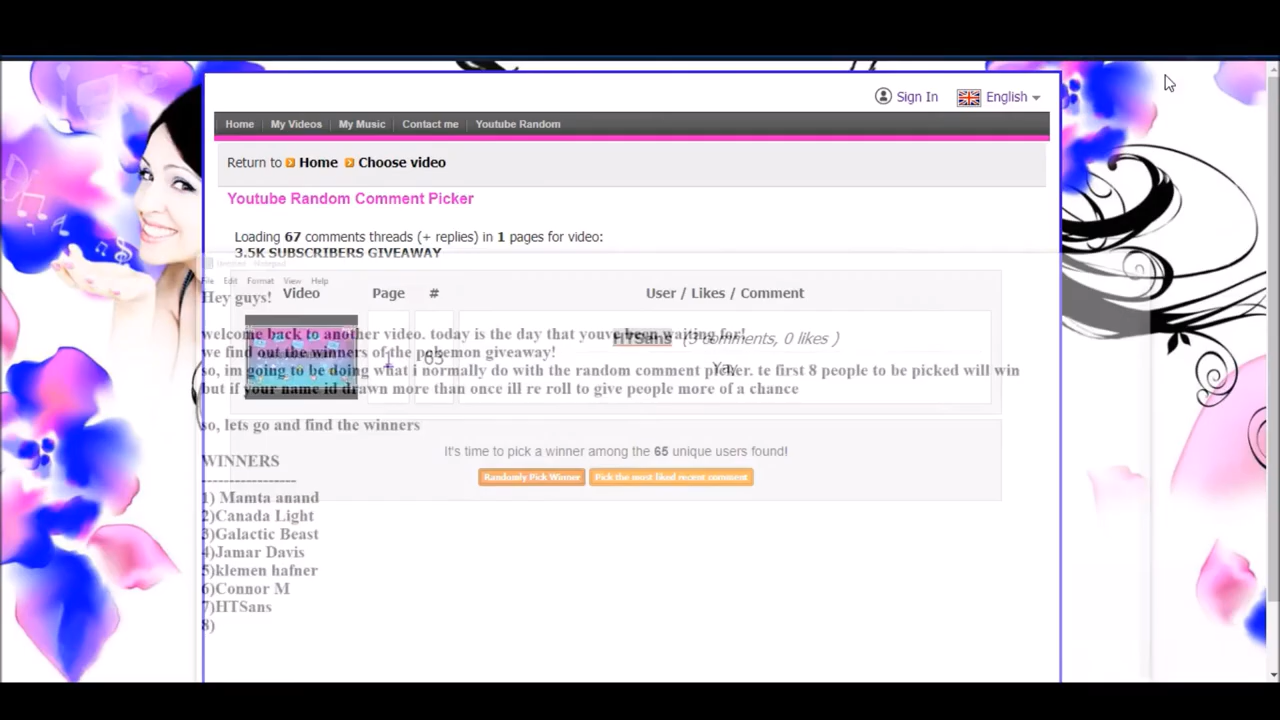 Sign In English
Home My Videos My Music Contact me Youtube Random
Return to Home Choose video
Youtube Random Comment Picker
Loading 67 comments threads (+ replies) in 1 pages for video:
3.5K SUBSCRIBERS GIVEAWAY
File Edit Format View Help
Video Page # User / Likes / Comment
Hey guys!
HTSans (3 comments, 0 likes )
1 63 Yay
welcome back to another video. today is the day that youve been waiting for!
we find out the winners of the pokemon giveaway!
so, im going to be doing what i normally do with the random comment picker. te first 8 people to be picked will win
but if your name id drawn more than once ill re roll to give people more of a chance
so, lets go and find the winners
It's time to pick a winner among the 65 unique users found!
Randomly Pick Winner Pick the most liked recent comment
WINNERS
-----------------
1) Mamta anand
2)Canada Light
3)Galactic Beast
4)Jamar Davis
5)klemen hafner
6)Connor M
7)HTSans
8)